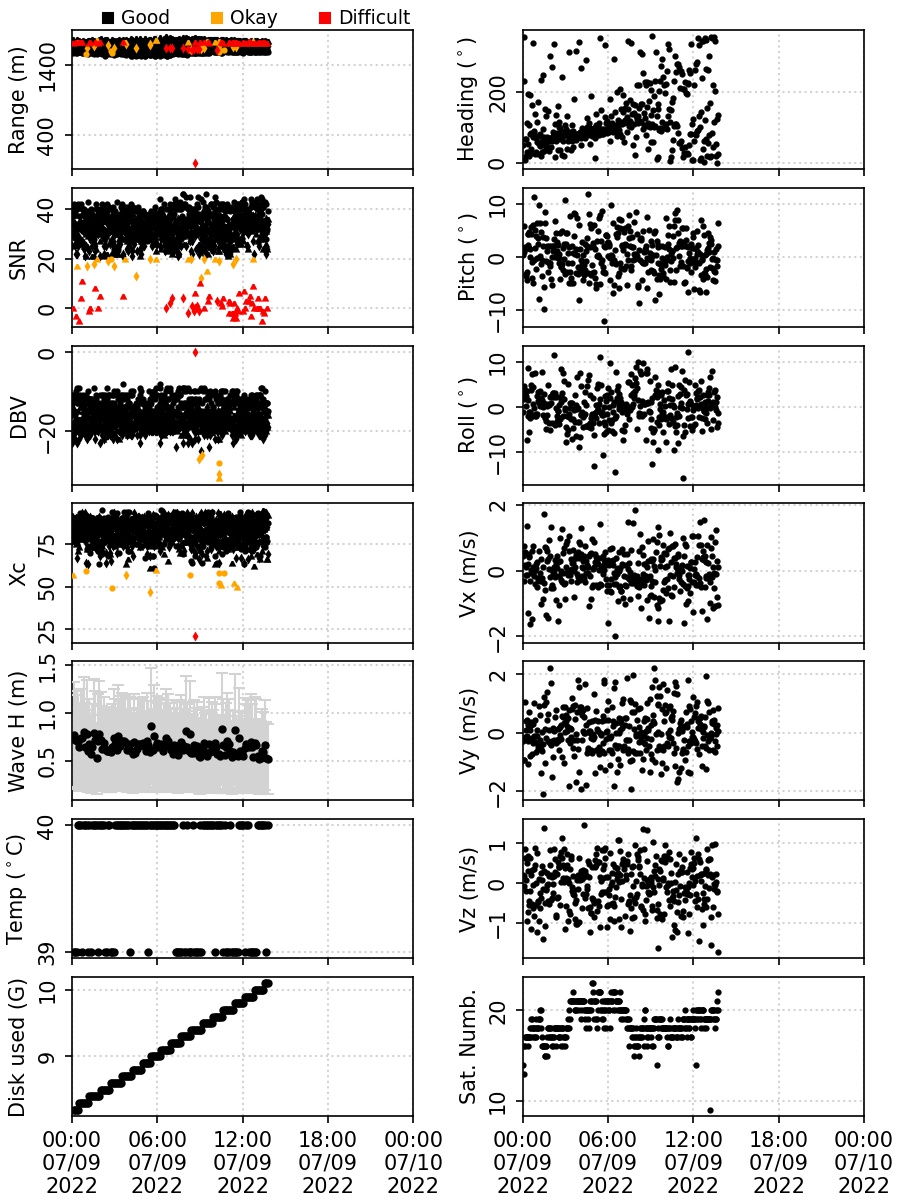 Good Okay Difficult
Range (m)
1400
400
Heading (°)
200
0
SNR
40
20
0
Pitch (°)
10
0
−10
DBV
0
−20
Roll (°)
10
0
−10
Xc
75
50
25
Vx (m/s)
2
0
−2
Wave H (m)
1.5
1.0
0.5
Vy (m/s)
2
0
−2
Temp (°C)
40
39
Vz (m/s)
1
0
−1
Disk used (G)
10
9
Sat. Numb.
20
10
00:00 06:00 12:00 18:00 00:00
07/09 07/09 07/09 07/09 07/10
2022 2022 2022 2022 2022
00:00 06:00 12:00 18:00 00:00
07/09 07/09 07/09 07/09 07/10
2022 2022 2022 2022 2022